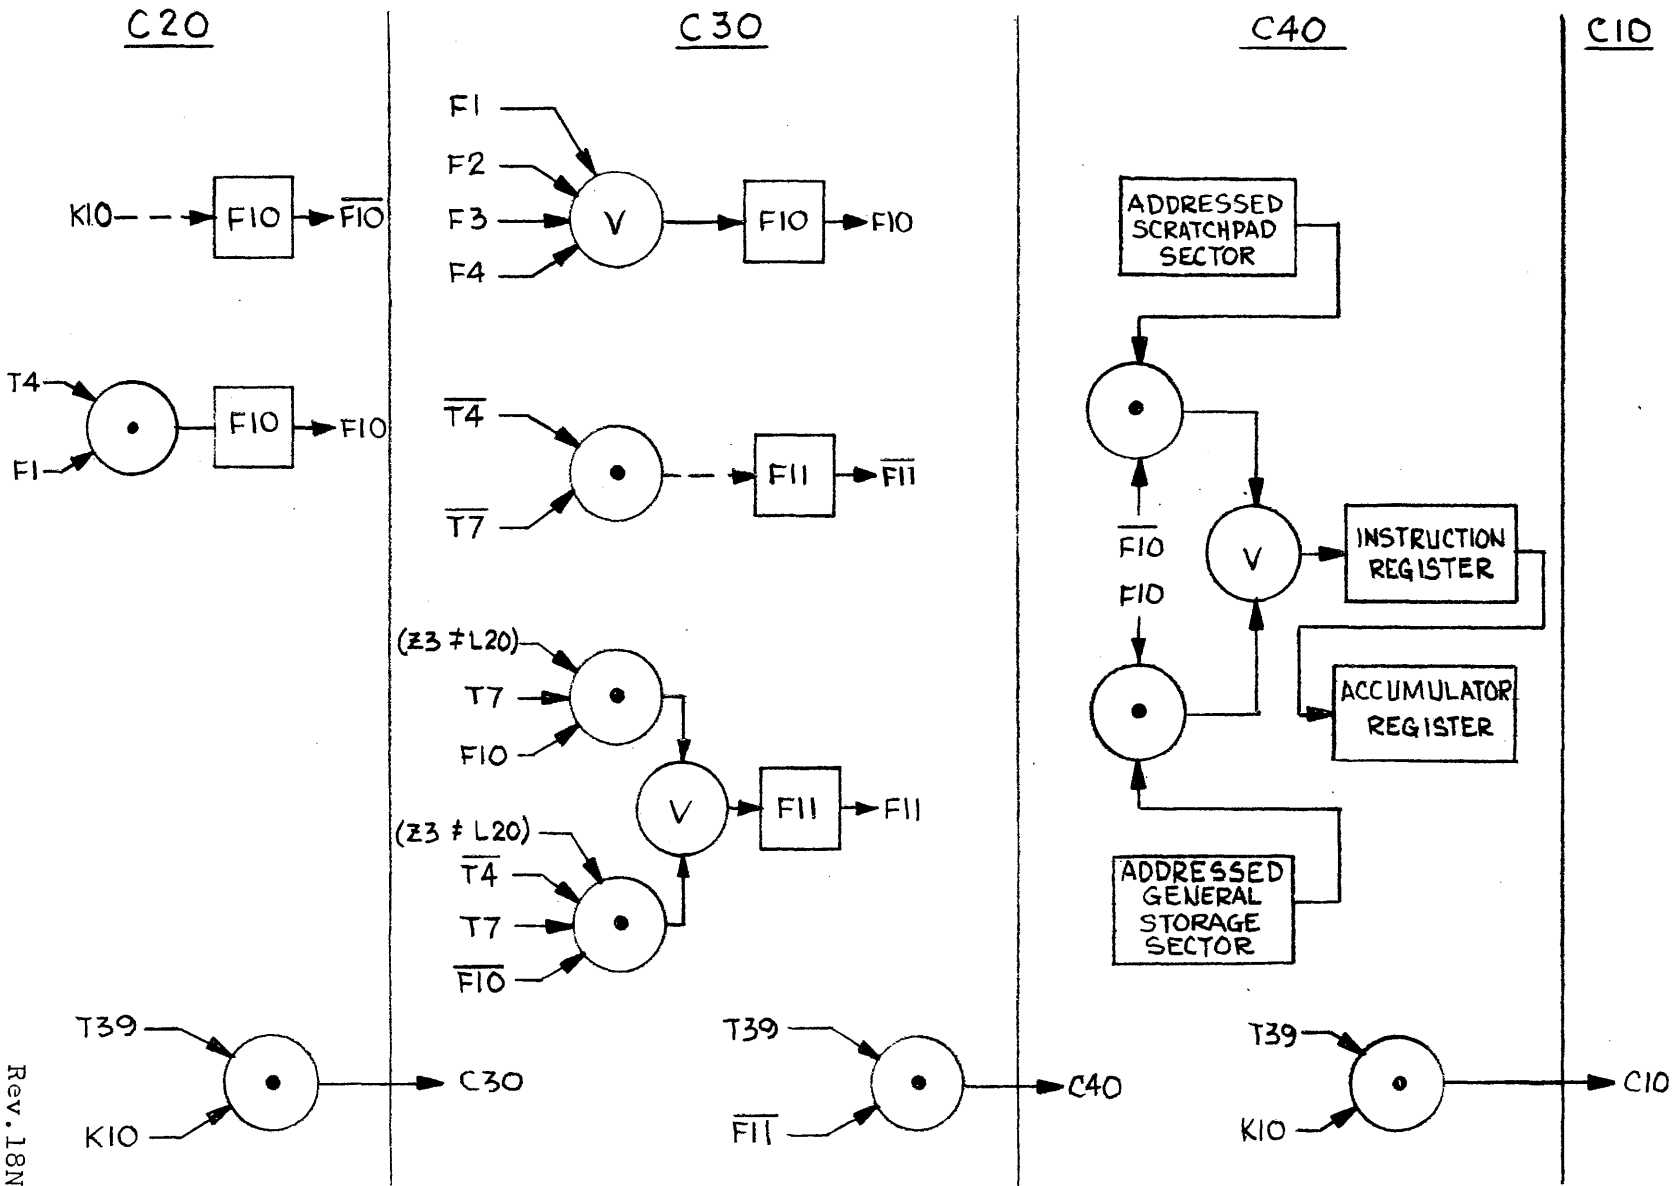 C20
C30
C40
C10
K10
F10
F̅1̅0̅
T4
F1
F10
F10
T39
K10
C30
F1
F2
F3
F4
V
F10
F10
T̅4̅
T̅7̅
F11
F̅1̅1̅
(Z3 ≠ L20)
T7
F10
(Z3 ≠ L20)
T̅4̅
T7
F̅1̅0̅
V
F11
F11
T39
F̅1̅1̅
C40
ADDRESSED
SCRATCHPAD
SECTOR
F̅1̅0̅
F10
V
INSTRUCTION
REGISTER
ACCUMULATOR
REGISTER
ADDRESSED
GENERAL
STORAGE
SECTOR
T39
K10
C10
Rev.18N